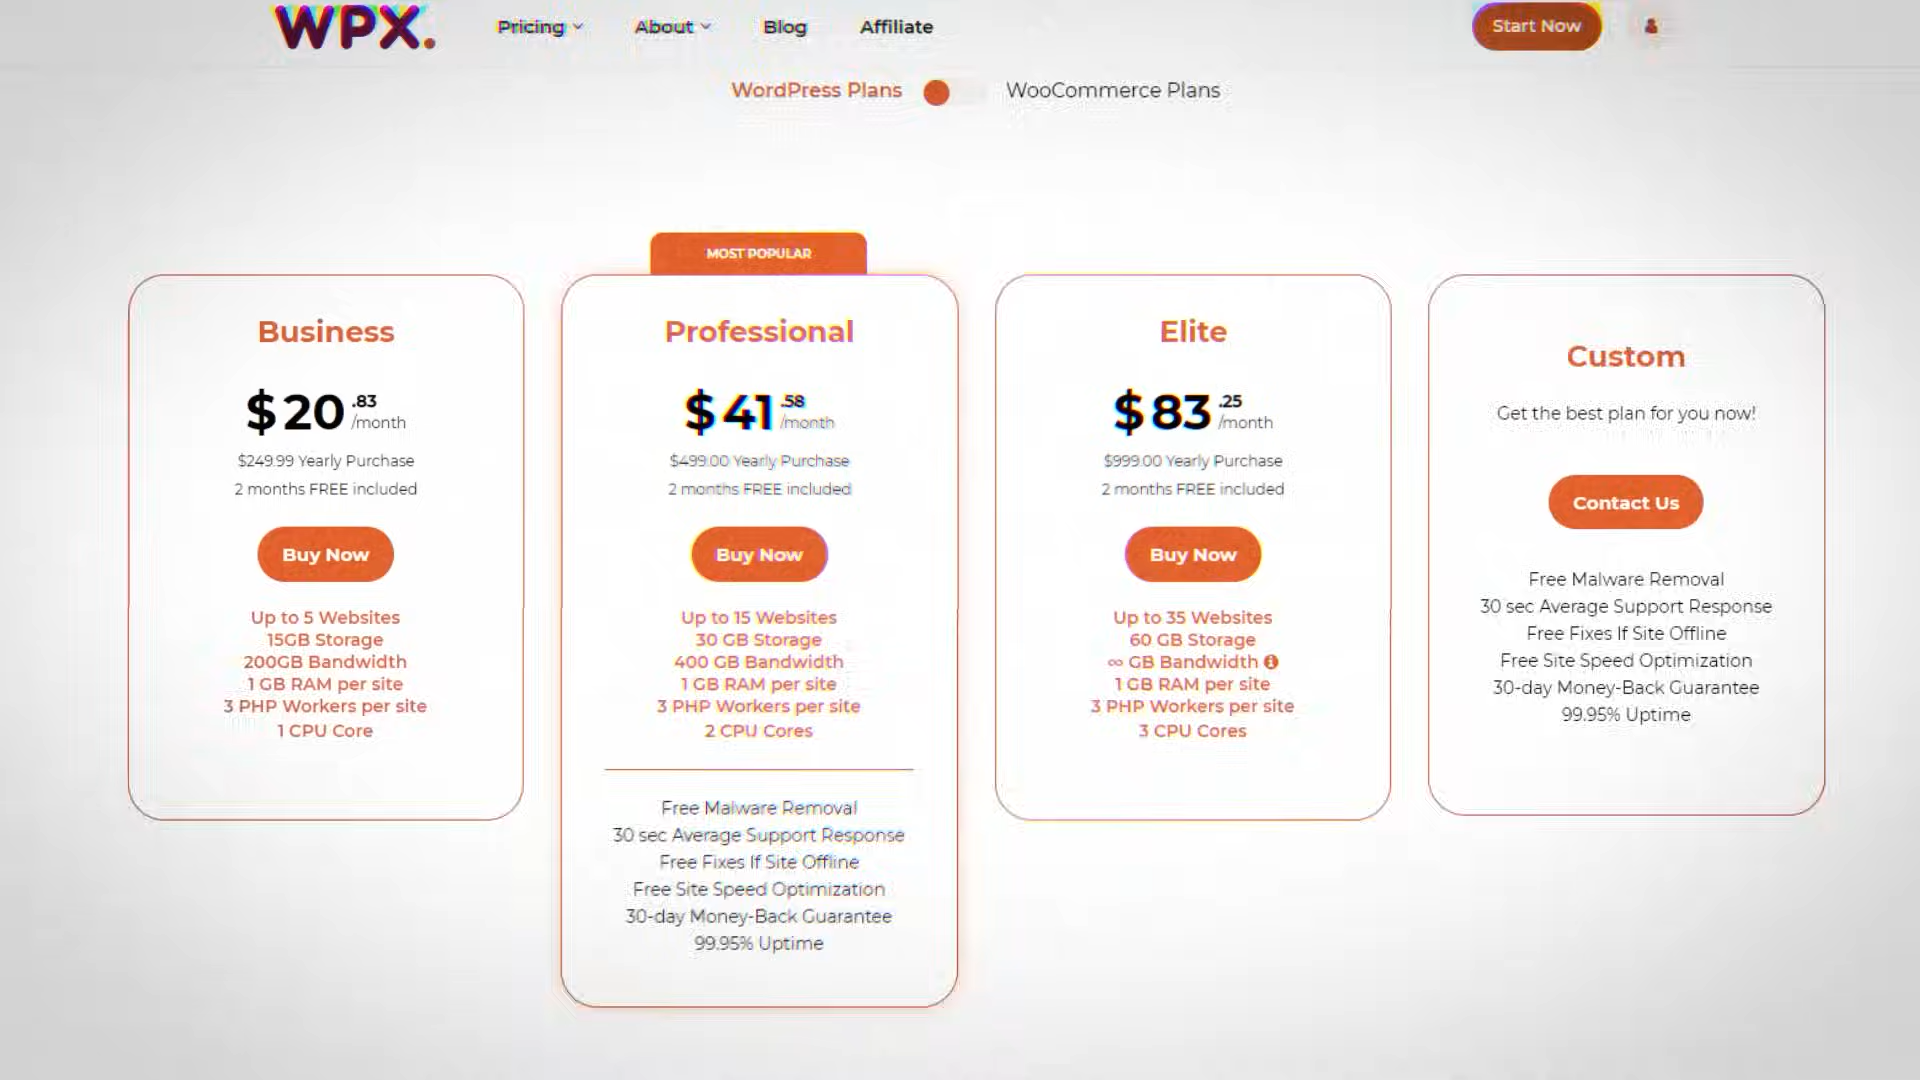 WPX.
Pricing
About
Blog
Affiliate
Start Now
WordPress Plans
WooCommerce Plans
Business
$20.83/month
$249.99 Yearly Purchase
2 months FREE included
Buy Now
Up to 5 Websites
15GB Storage
200GB Bandwidth
1 GB RAM per site
3 PHP Workers per site
1 CPU Core
MOST POPULAR
Professional
$41.58/month
$499.00 Yearly Purchase
2 months FREE included
Buy Now
Up to 15 Websites
30 GB Storage
400 GB Bandwidth
1 GB RAM per site
3 PHP Workers per site
2 CPU Cores
Free Malware Removal
30 sec Average Support Response
Free Fixes If Site Offline
Free Site Speed Optimization
30-day Money-Back Guarantee
99.95% Uptime
Elite
$83.25/month
$999.00 Yearly Purchase
2 months FREE included
Buy Now
Up to 35 Websites
60 GB Storage
∞ GB Bandwidth
1 GB RAM per site
3 PHP Workers per site
3 CPU Cores
Custom
Get the best plan for you now!
Contact Us
Free Malware Removal
30 sec Average Support Response
Free Fixes If Site Offline
Free Site Speed Optimization
30-day Money-Back Guarantee
99.95% Uptime